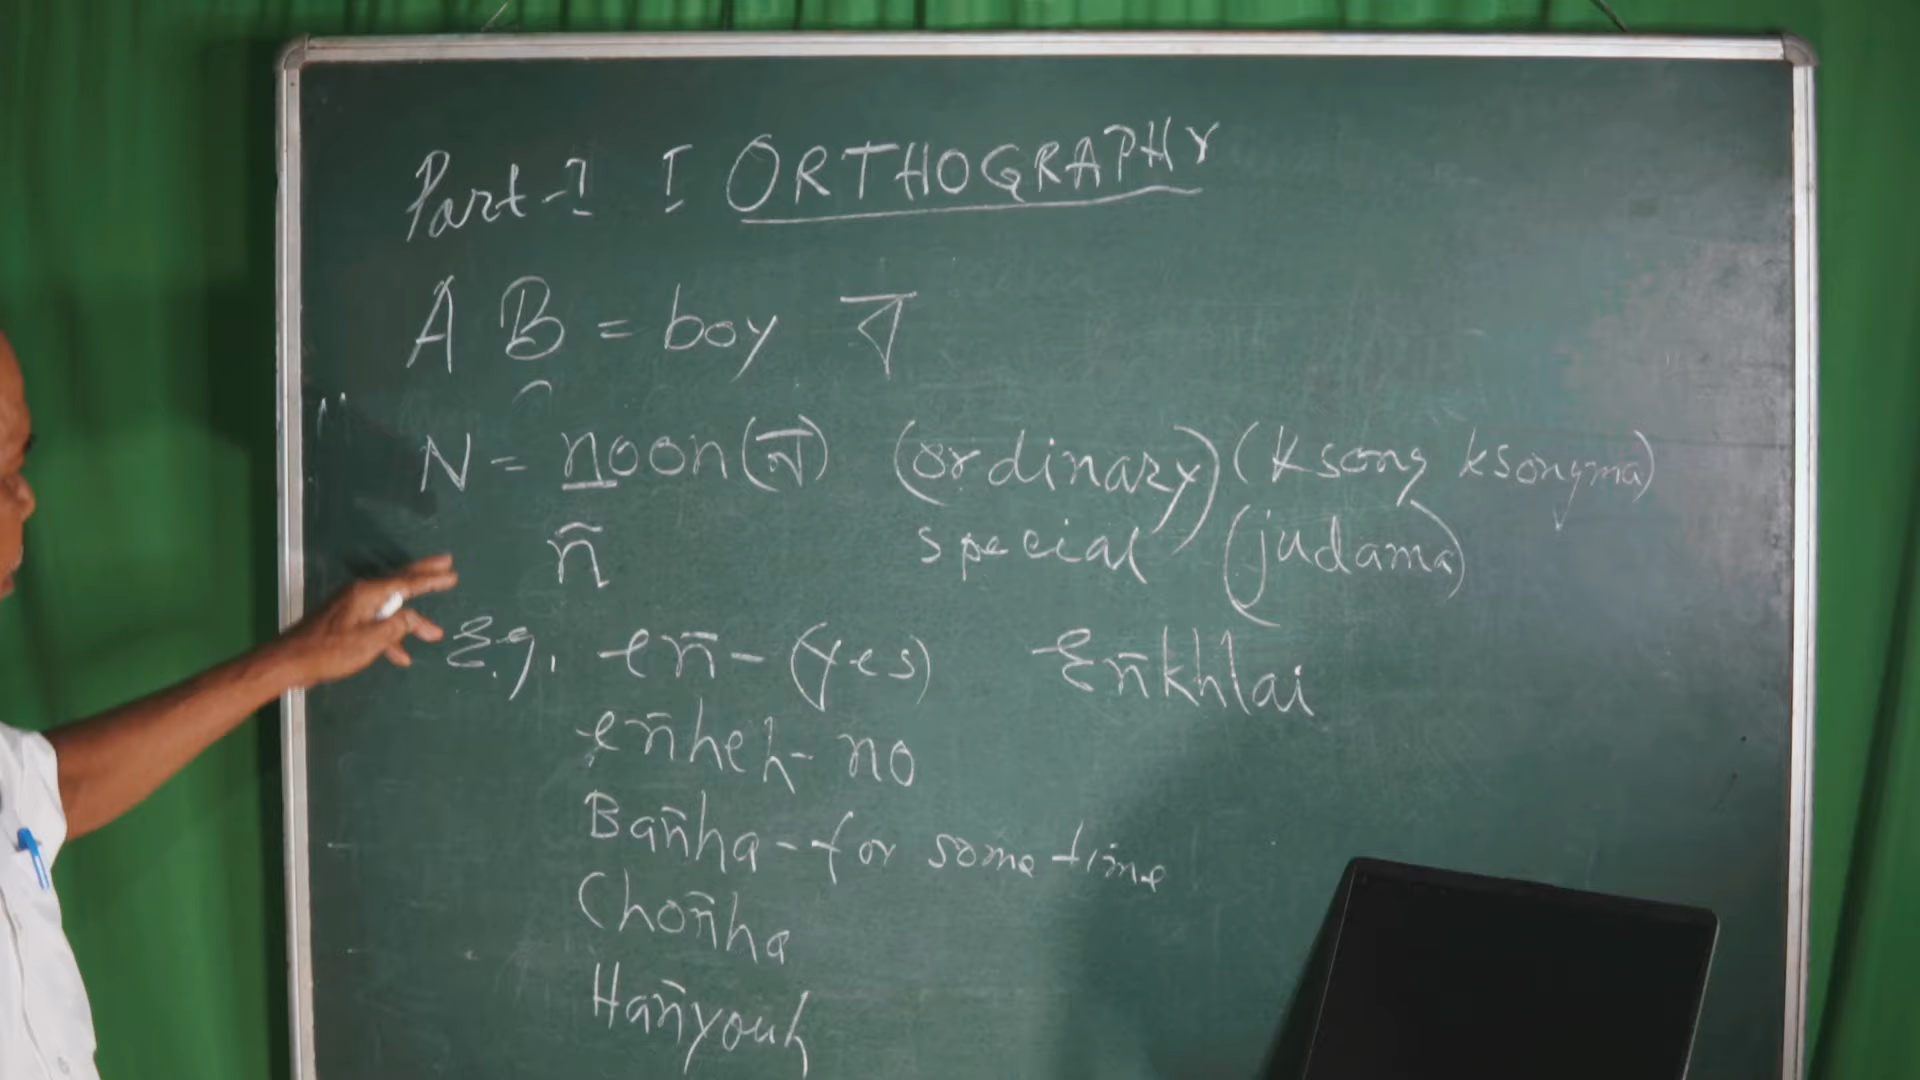 Part-I I ORTHOGRAPHY
A B = boy ব
N = noon (ন) (ordinary) (ksong ksongma)
n̄ special (judama)
E.g. en̄ - (yes) En̄khlai
en̄heh - no
Ban̄ha - for some time
Chon̄ha
Han̄youh